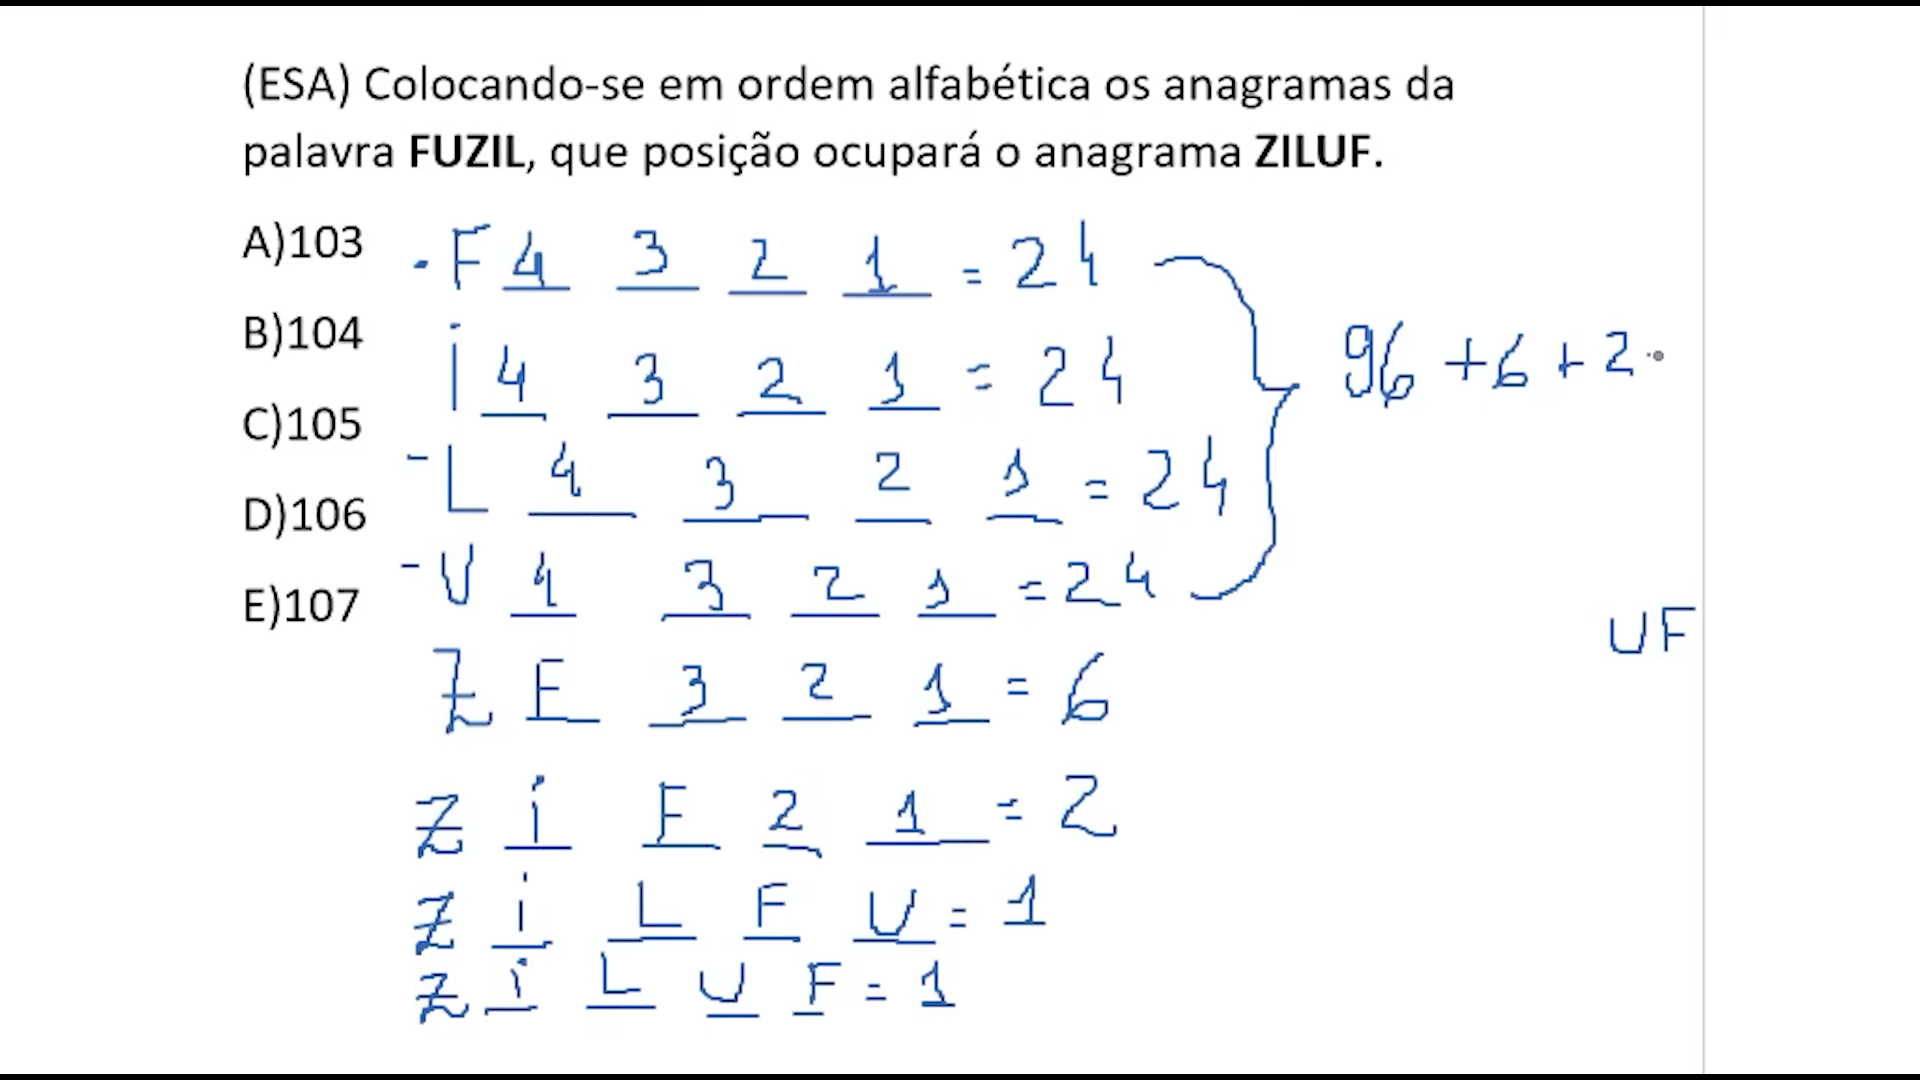 (ESA) Colocando-se em ordem alfabética os anagramas da
palavra FUZIL, que posição ocupará o anagrama ZILUF.
A)103
B)104
C)105
D)106
E)107
- F 4 3 2 1 = 24
i 4 3 2 1 = 24
- L 4 3 2 1 = 24
- U 4 3 2 1 = 24
Z F 3 2 1 = 6
Z i F 2 1 = 2
Z i L F U = 1
Z i L U F = 1
96 + 6 + 2
UF